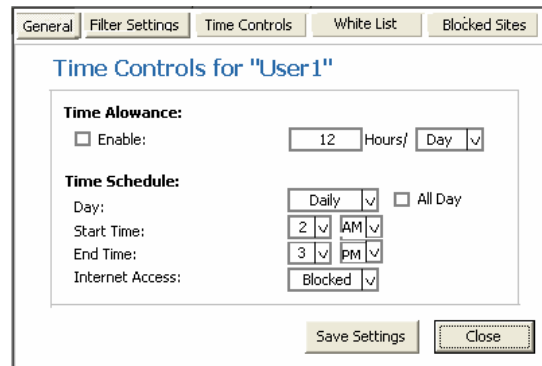 General Filter Settings Time Controls White List Blocked Sites
Time Controls for "User1"
Time Alowance:
Enable: 12 Hours/ Day
Time Schedule:
Day: Daily All Day
Start Time: 2 AM
End Time: 3 PM
Internet Access: Blocked
Save Settings Close